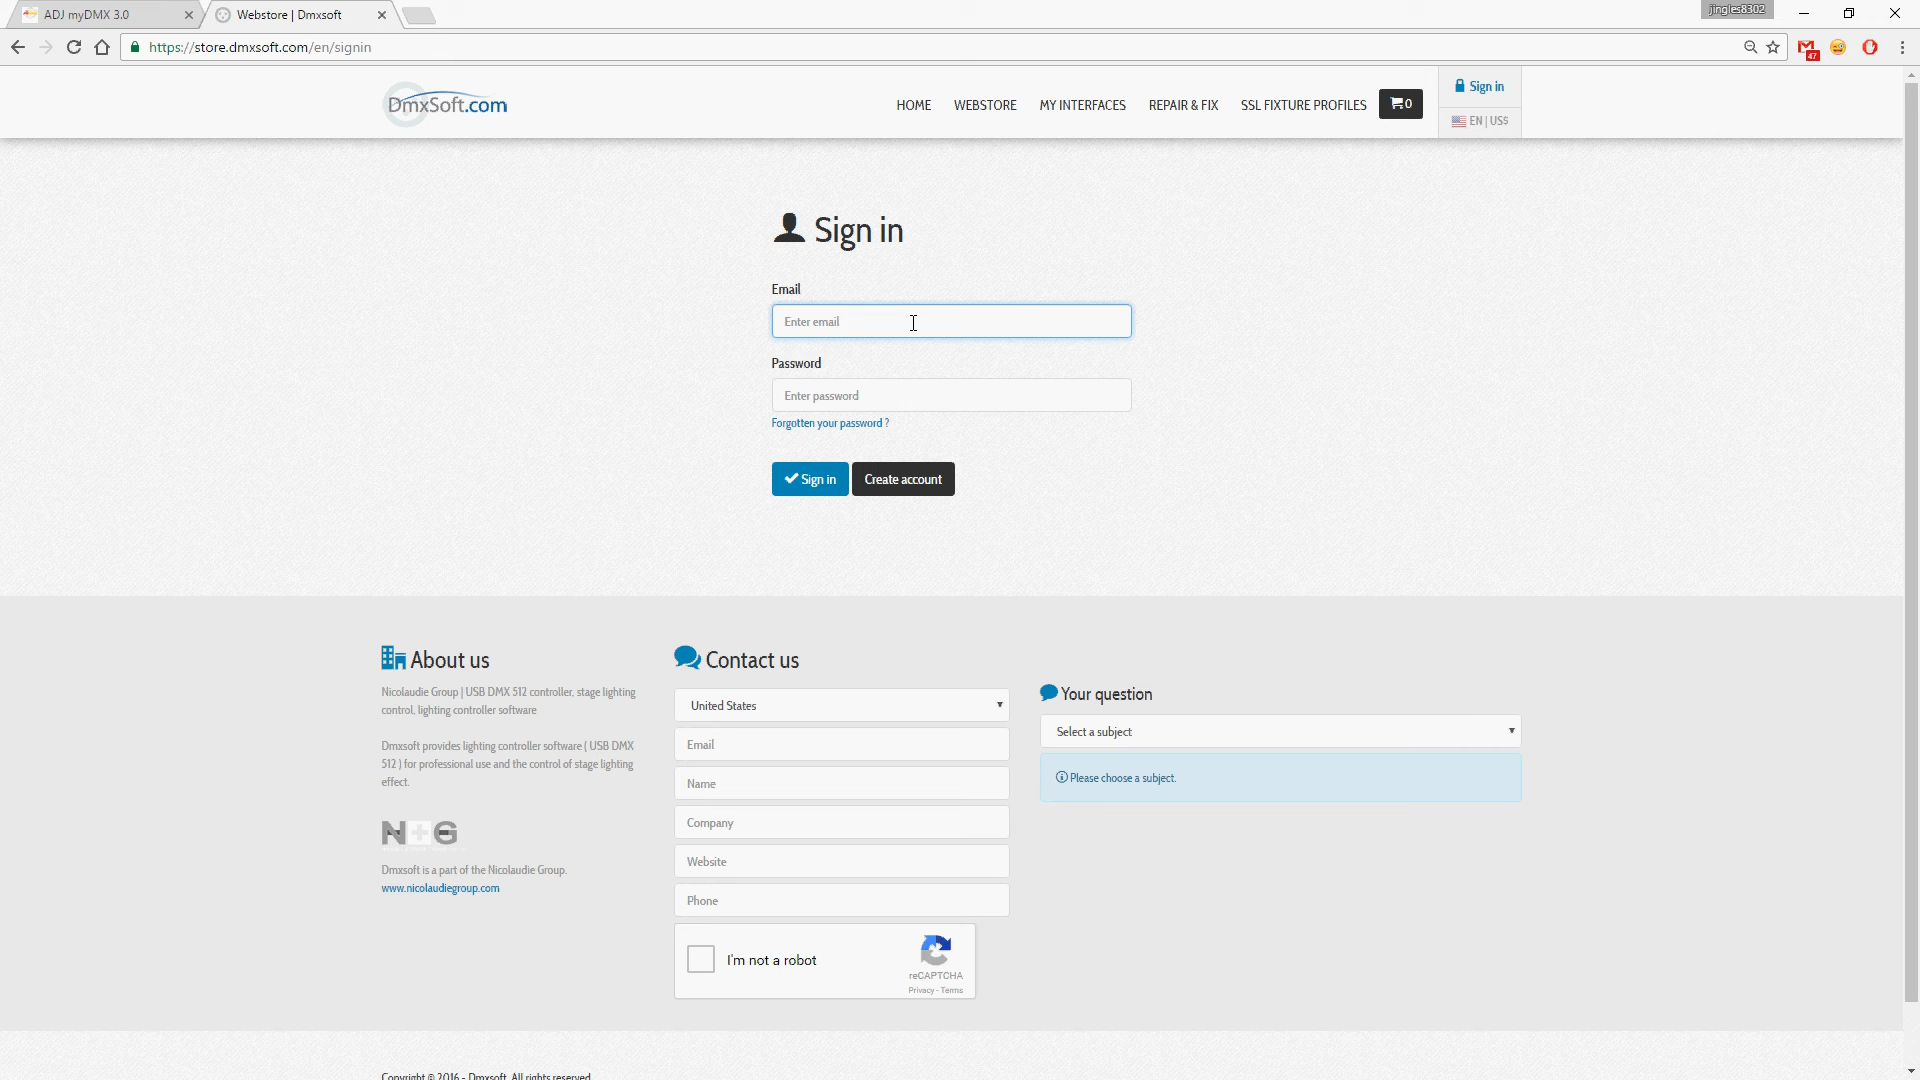 ADJ myDMX 3.0
Webstore | Dmxsoft
jingles8302
https://store.dmxsoft.com/en/signin
47
DmxSoft.com
HOME
WEBSTORE
MY INTERFACES
REPAIR & FIX
SSL FIXTURE PROFILES
0
Sign in
EN | US$
Sign in
Email
Enter email
Password
Enter password
Forgotten your password ?
Sign in
Create account
About us
Nicolaudie Group | USB DMX 512 controller, stage lighting
control, lighting controller software
Dmxsoft provides lighting controller software ( USB DMX
512 ) for professional use and the control of stage lighting
effect.
N+G
Dmxsoft is a part of the Nicolaudie Group.
www.nicolaudiegroup.com
Contact us
United States
Email
Name
Company
Website
Phone
I'm not a robot
reCAPTCHA
Privacy - Terms
Your question
Select a subject
Please choose a subject.
Copyright © 2016 - Dmxsoft. All rights reserved.